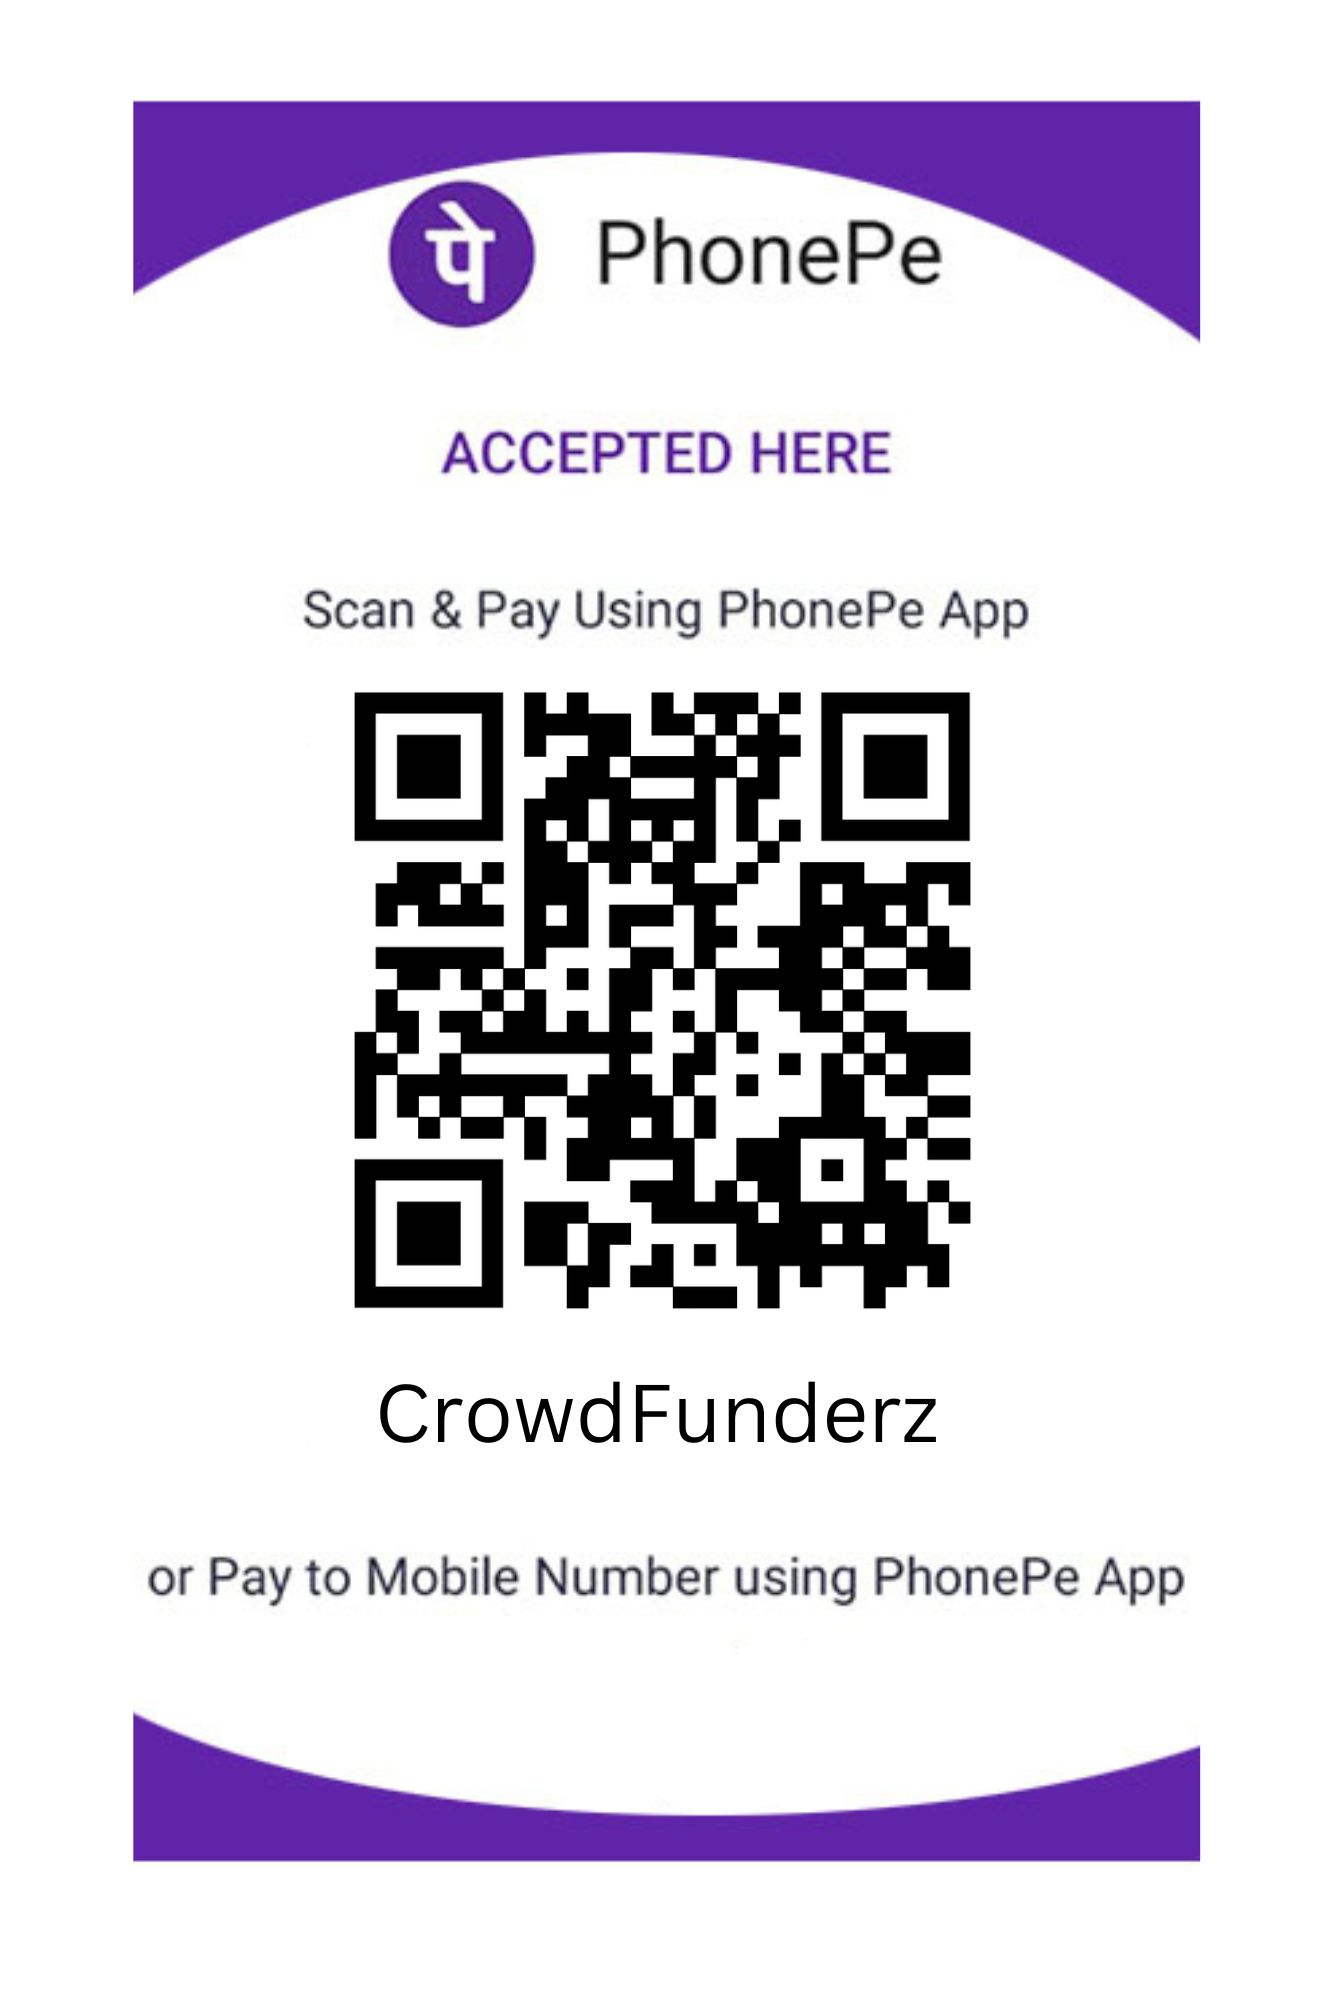 पे PhonePe
ACCEPTED HERE
Scan & Pay Using PhonePe App
CrowdFunderz
or Pay to Mobile Number using PhonePe App